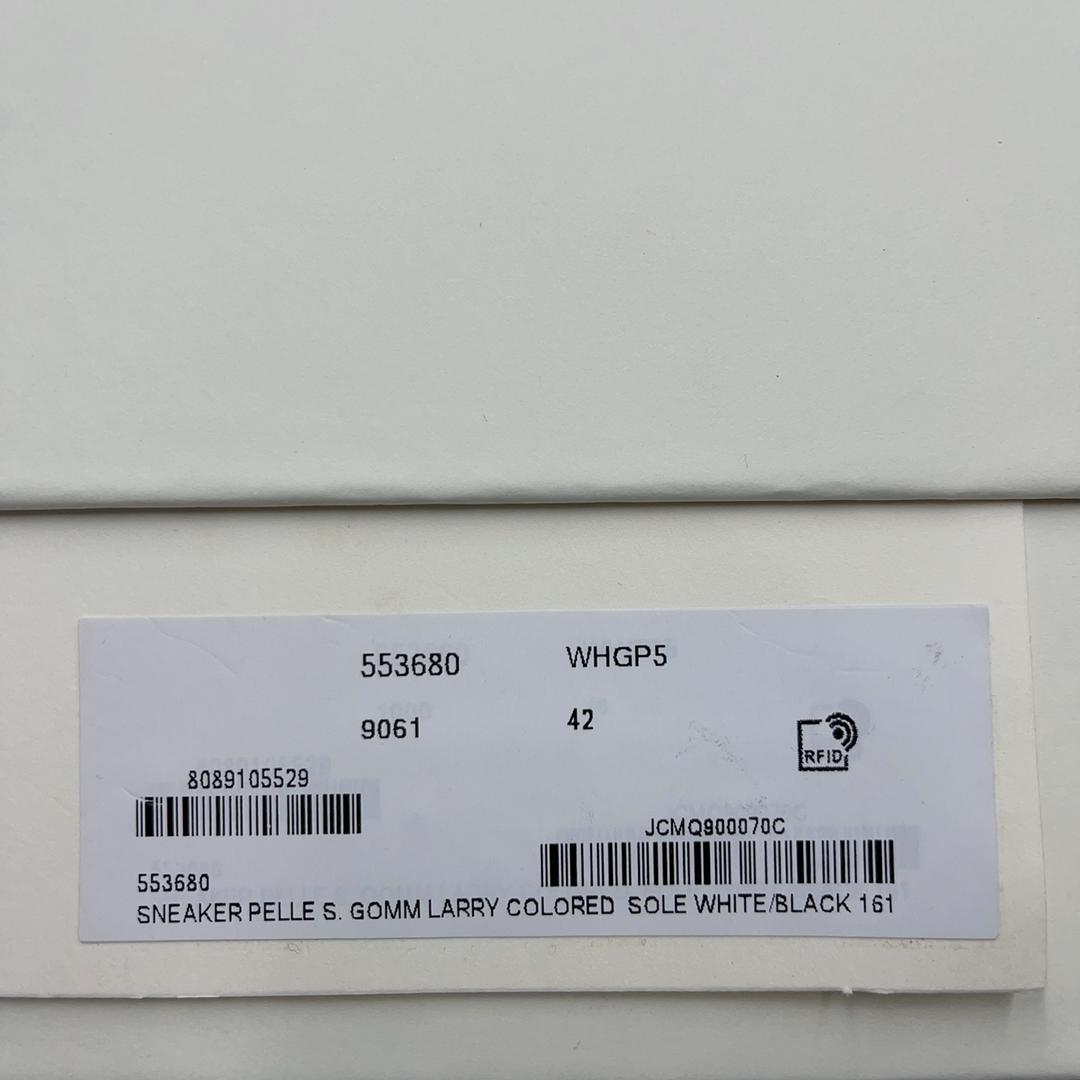 553680 WHGP5
9061 42
RFID
8089105529
JCMQ900070C
553680
SNEAKER PELLE S. GOMM LARRY COLORED SOLE WHITE/BLACK 161